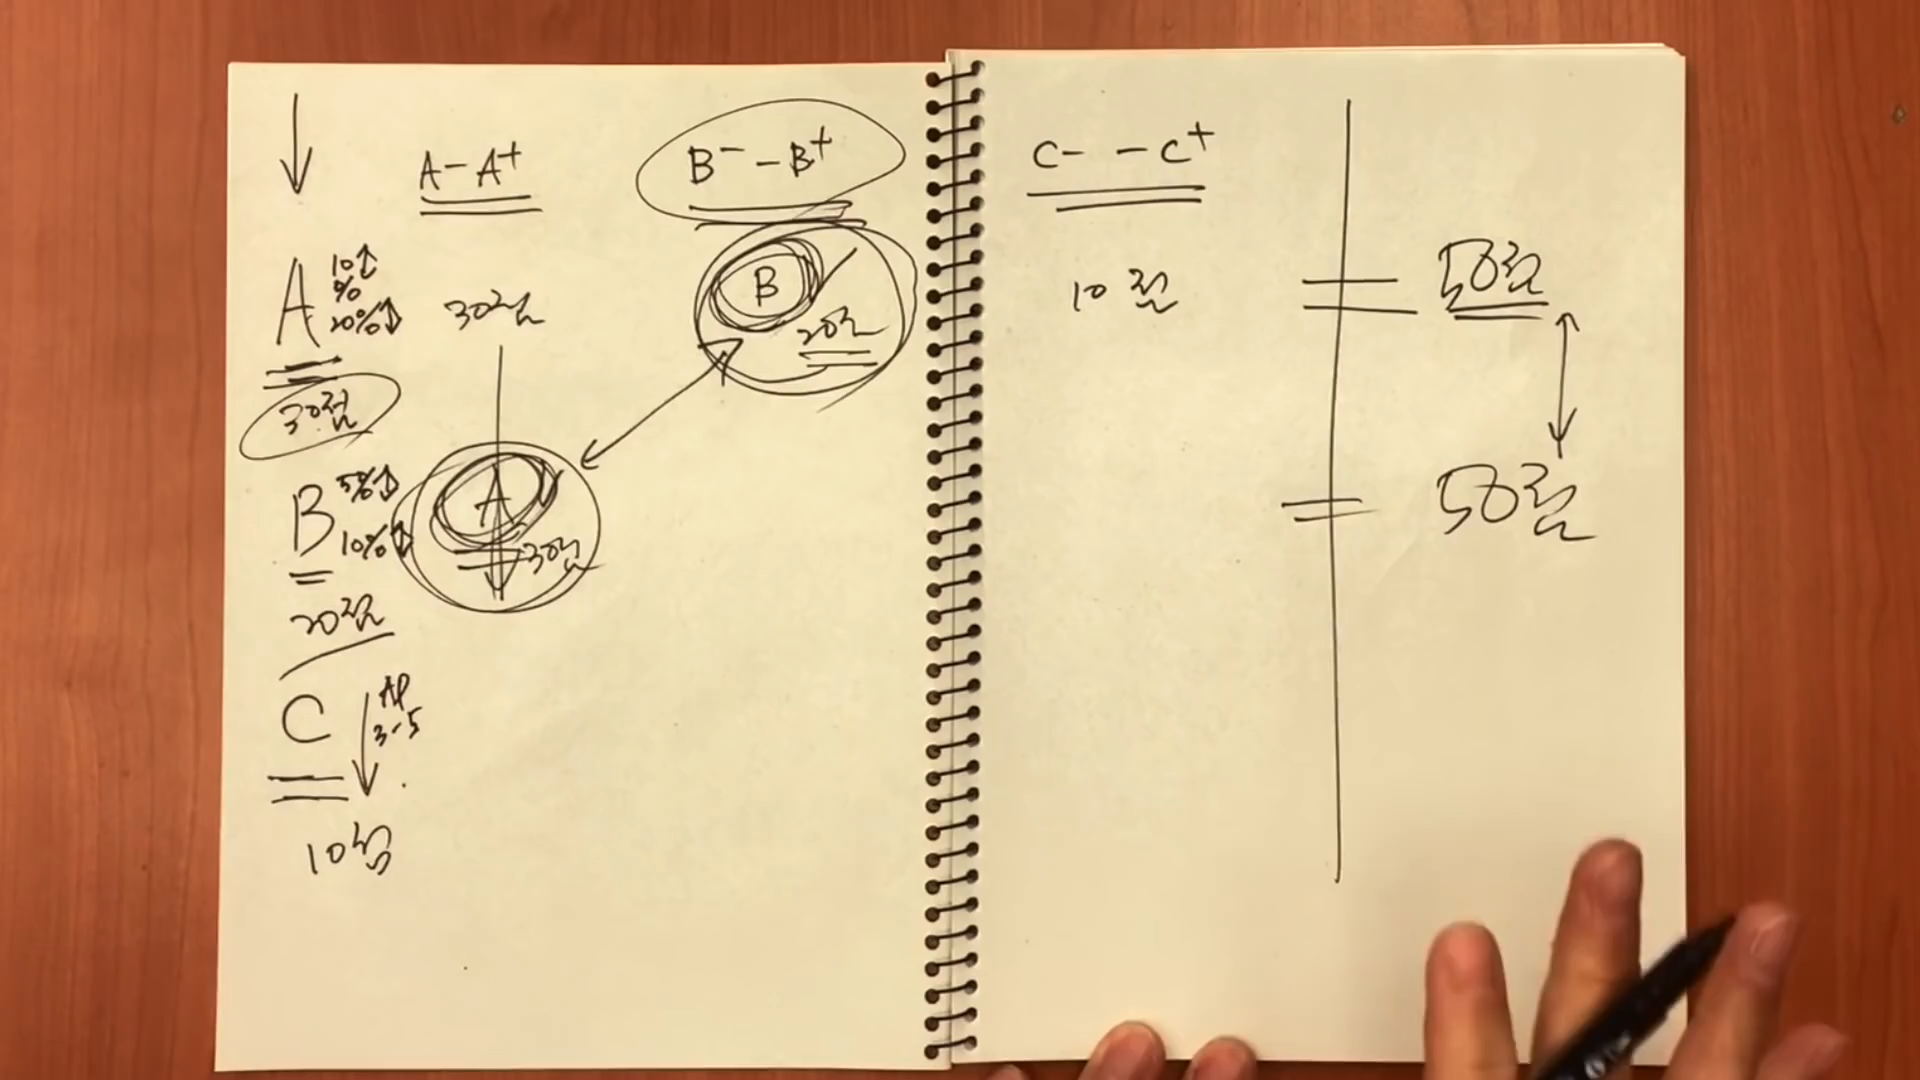 A-A+
B- -B+
C- -C+
A 10↑
%
20%↕
30점
30점
B
20점
10점
50점
B 5%↕
10%↕
20점
A
30점
50점
C AP
3-5
10점